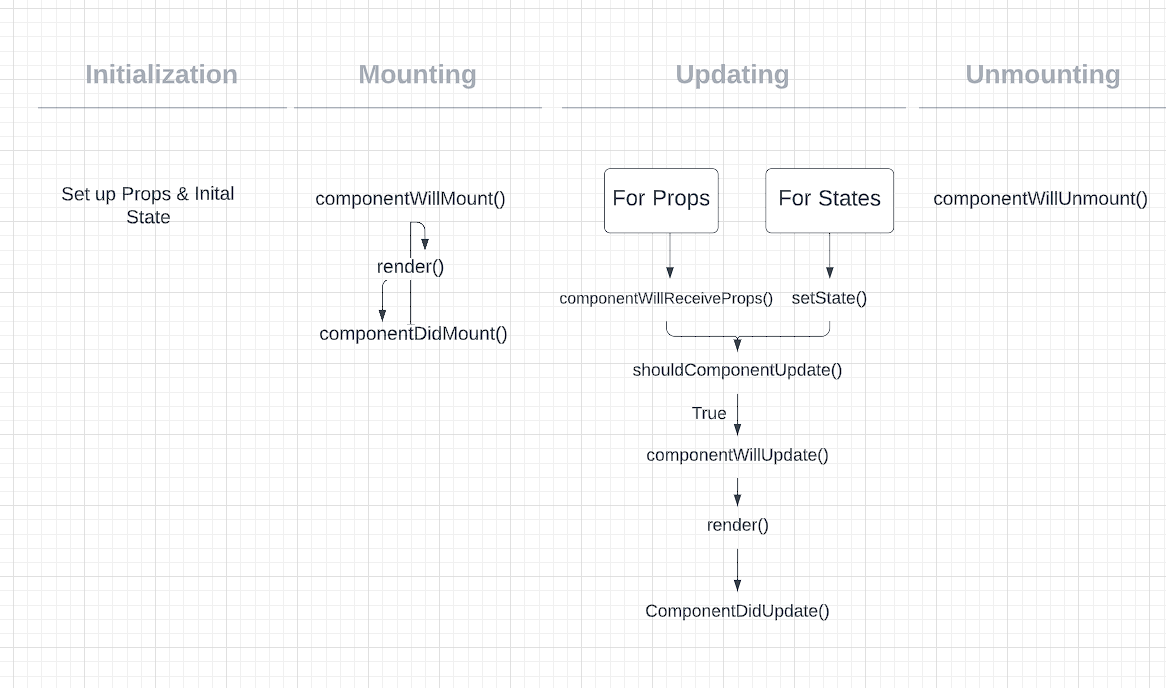 Initialization
Mounting
Updating
Unmounting
Set up Props & Inital
State
componentWillMount()
render()
componentDidMount()
For Props
For States
componentWillReceiveProps()
setState()
shouldComponentUpdate()
True
componentWillUpdate()
render()
ComponentDidUpdate()
componentWillUnmount()